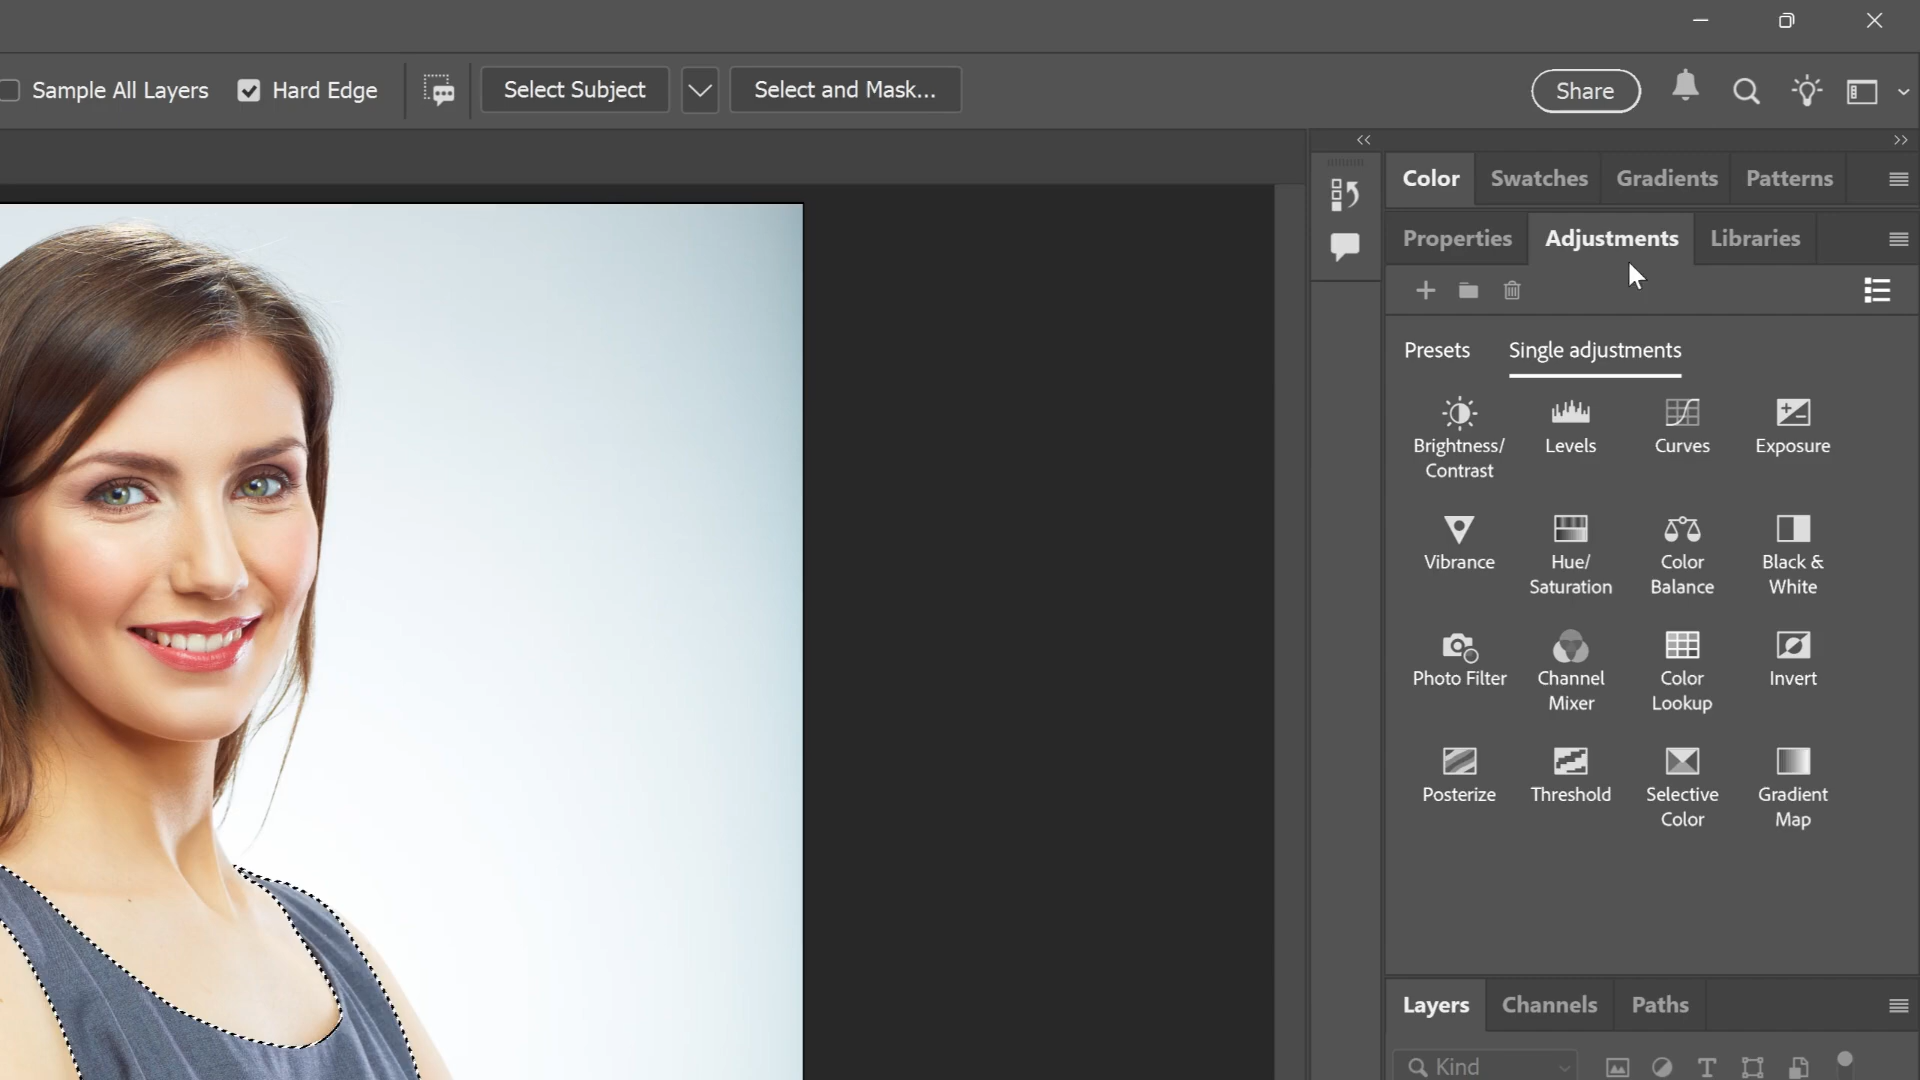 Sample All Layers Hard Edge Select Subject Select and Mask... Share
Color Swatches Gradients Patterns
Properties Adjustments Libraries
Presets Single adjustments
Brightness/
Contrast
Levels
Curves
Exposure
Vibrance
Hue/
Saturation
Color
Balance
Black &
White
Photo Filter
Channel
Mixer
Color
Lookup
Invert
Posterize
Threshold
Selective
Color
Gradient
Map
Layers Channels Paths
Kind